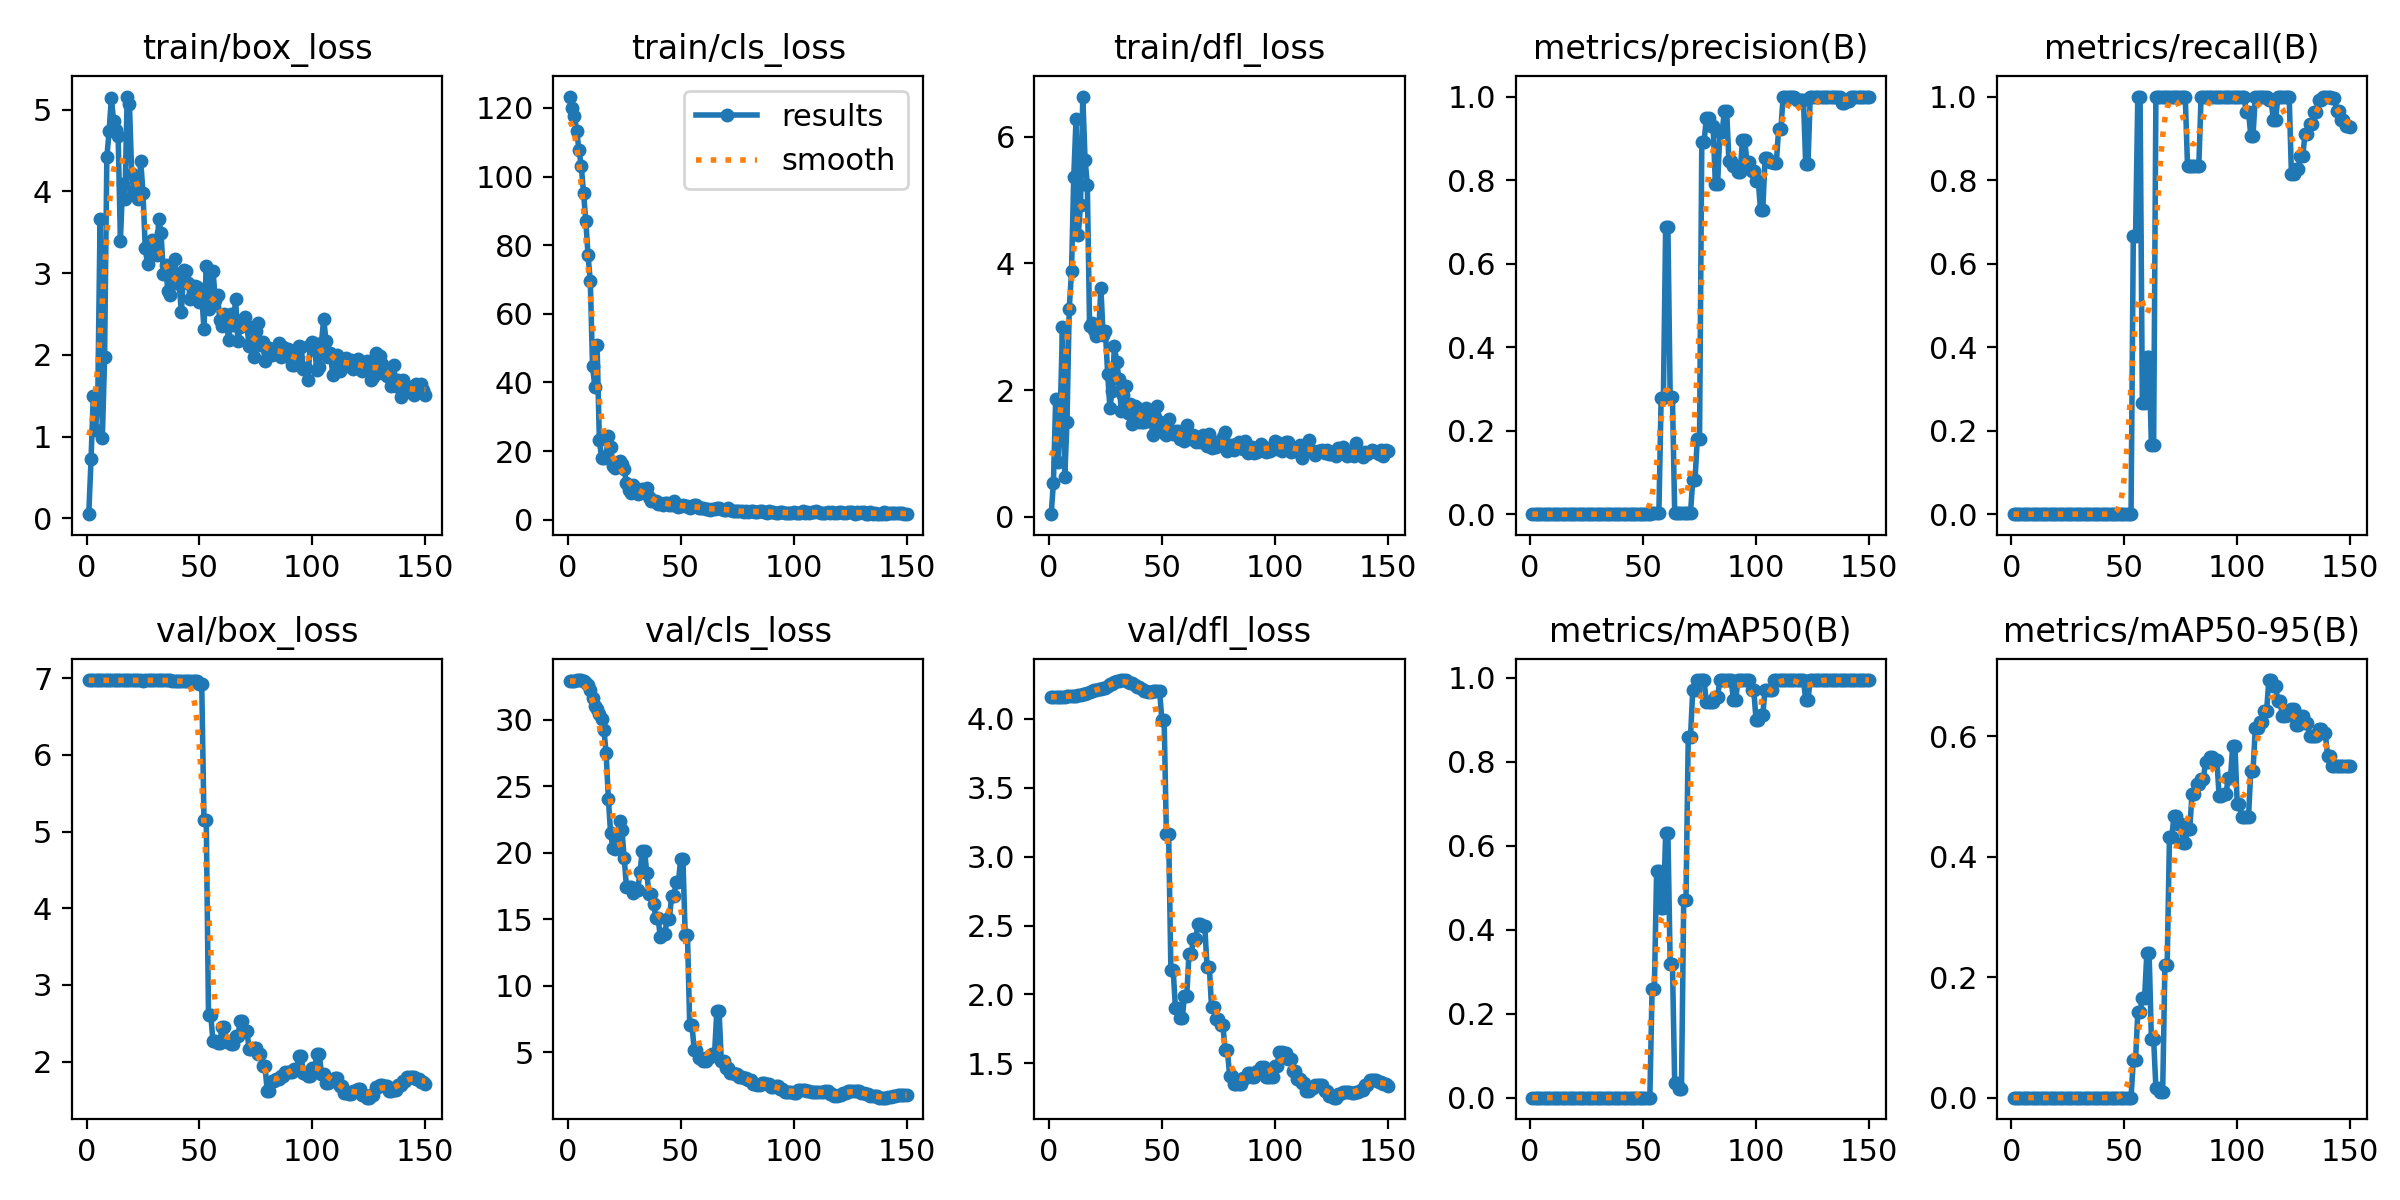 train/box_loss
train/cls_loss
train/dfl_loss
metrics/precision(B)
metrics/recall(B)
5
4
3
2
1
0
0 50 100 150
120
100
80
60
40
20
0
results
smooth
0 50 100 150
6
4
2
0
0 50 100 150
1.0
0.8
0.6
0.4
0.2
0.0
0 50 100 150
1.0
0.8
0.6
0.4
0.2
0.0
0 50 100 150
val/box_loss
val/cls_loss
val/dfl_loss
metrics/mAP50(B)
metrics/mAP50-95(B)
7
6
5
4
3
2
0 50 100 150
30
25
20
15
10
5
0 50 100 150
4.0
3.5
3.0
2.5
2.0
1.5
0 50 100 150
1.0
0.8
0.6
0.4
0.2
0.0
0 50 100 150
0.6
0.4
0.2
0.0
0 50 100 150